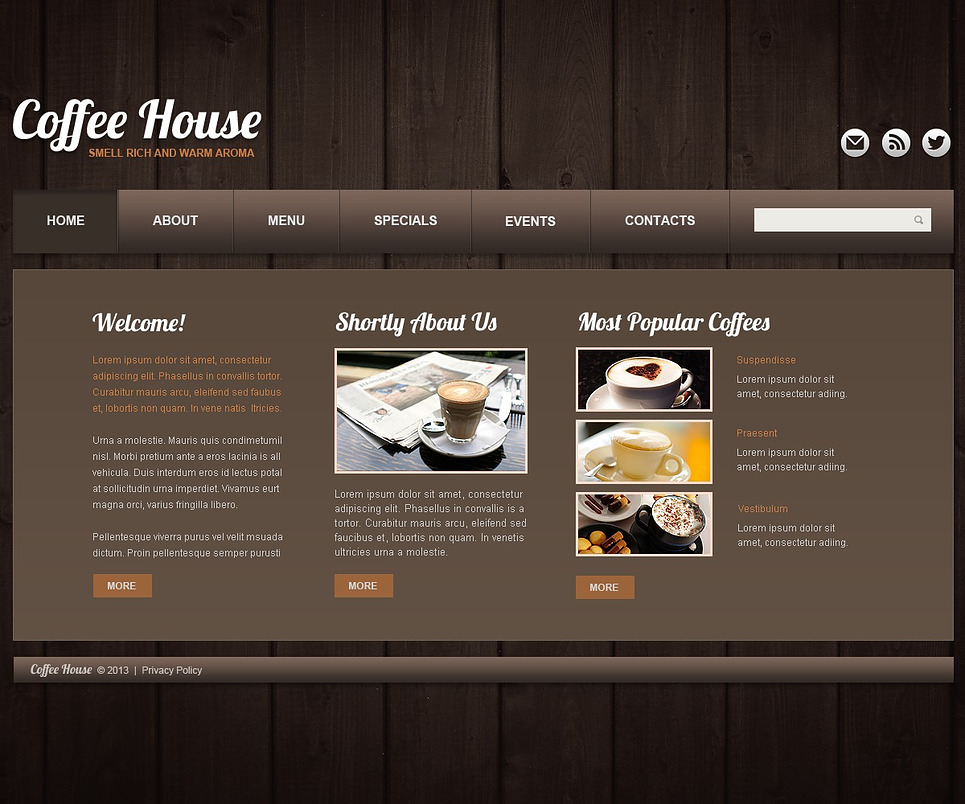 Coffee House
SMELL RICH AND WARM AROMA
HOME
ABOUT
MENU
SPECIALS
EVENTS
CONTACTS
Welcome!
Lorem ipsum dolor sit amet, consectetur
adipiscing elit. Phasellus in convallis tortor.
Curabitur mauris arcu, eleifend sed faubus
et, lobortis non quam. In vene natis ltricies.
Urna a molestie. Mauris quis condimetumil
nisl. Morbi pretium ante a eros lacinia is all
vehicula. Duis interdum eros id lectus potal
at sollicitudin urna imperdiet. Vivamus eurt
magna orci, varius fringilla libero.
Pellentesque viverra purus vel velit msuada
dictum. Proin pellentesque semper purusti
MORE
Shortly About Us
Lorem ipsum dolor sit amet, consectetur
adipiscing elit. Phasellus in convallis is a
tortor. Curabitur mauris arcu, eleifend sed
faucibus et, lobortis non quam. In venetis
ultricies urna a molestie.
MORE
Most Popular Coffees
Suspendisse
Lorem ipsum dolor sit
amet, consectetur adiing.
Praesent
Lorem ipsum dolor sit
amet, consectetur adiing.
Vestibulum
Lorem ipsum dolor sit
amet, consectetur adiing.
MORE
Coffee House © 2013 | Privacy Policy